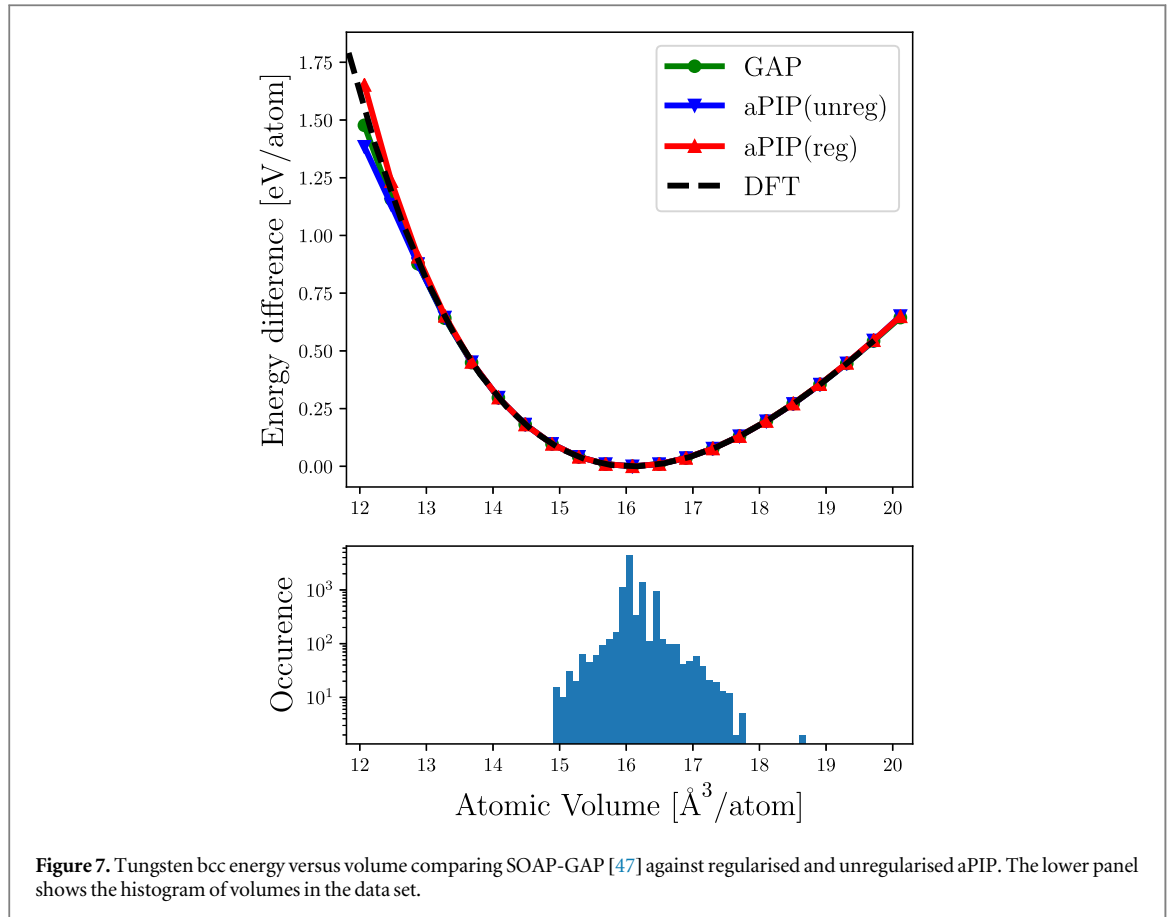 Energy difference [eV/atom]
1.75
1.50
1.25
1.00
0.75
0.50
0.25
0.00
GAP
aPIP(unreg)
aPIP(reg)
DFT
12 13 14 15 16 17 18 19 20
Occurence
10³
10²
10¹
12 13 14 15 16 17 18 19 20
Atomic Volume [Å³/atom]
Figure 7. Tungsten bcc energy versus volume comparing SOAP-GAP [47] against regularised and unregularised aPIP. The lower panel
shows the histogram of volumes in the data set.